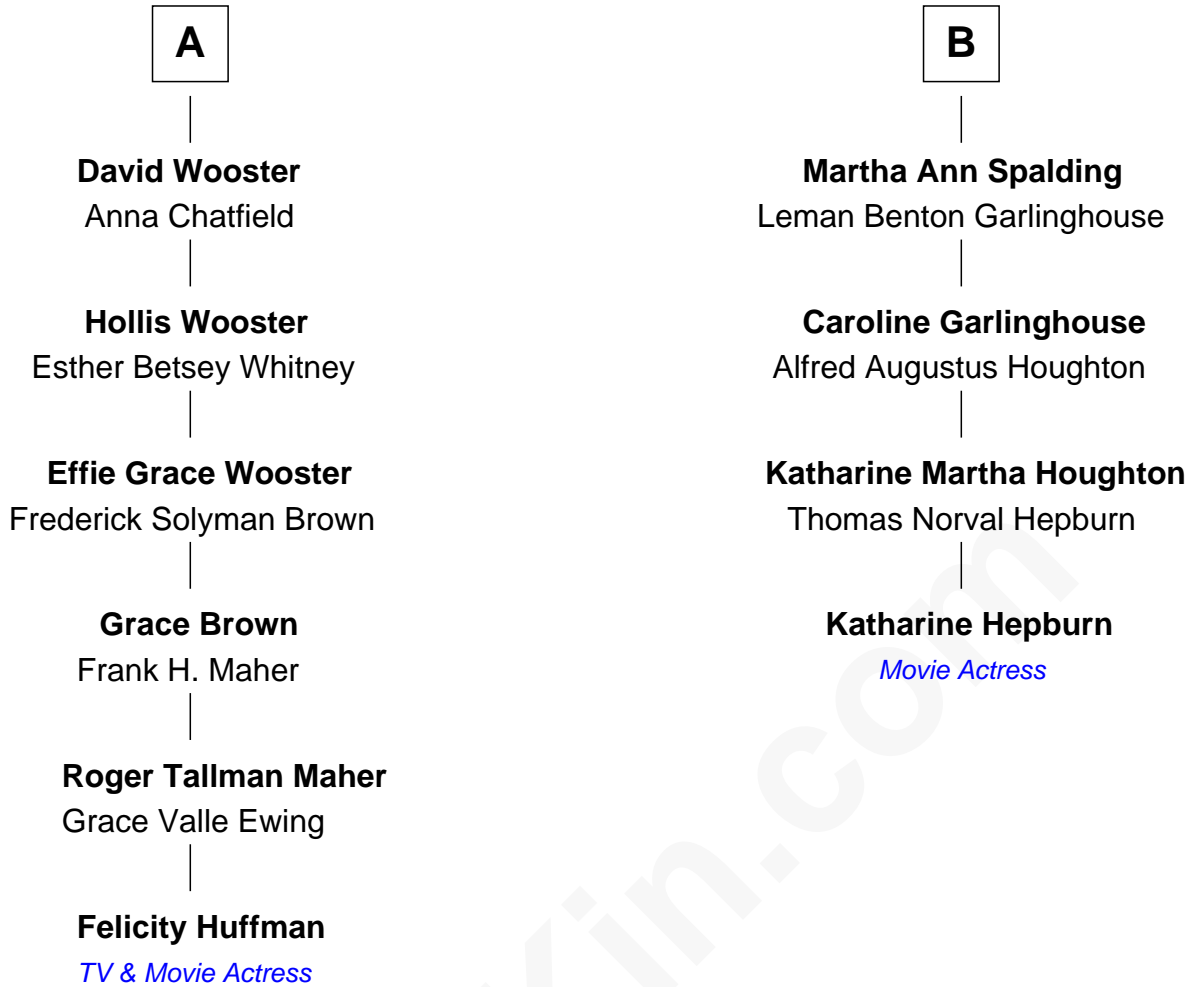 A
David Wooster
Anna Chatfield
Hollis Wooster
Esther Betsey Whitney
Effie Grace Wooster
Frederick Solyman Brown
Grace Brown
Frank H. Maher
Roger Tallman Maher
Grace Valle Ewing
Felicity Huffman
TV & Movie Actress
B
Martha Ann Spalding
Leman Benton Garlinghouse
Caroline Garlinghouse
Alfred Augustus Houghton
Katharine Martha Houghton
Thomas Norval Hepburn
Katharine Hepburn
Movie Actress
Kin.com